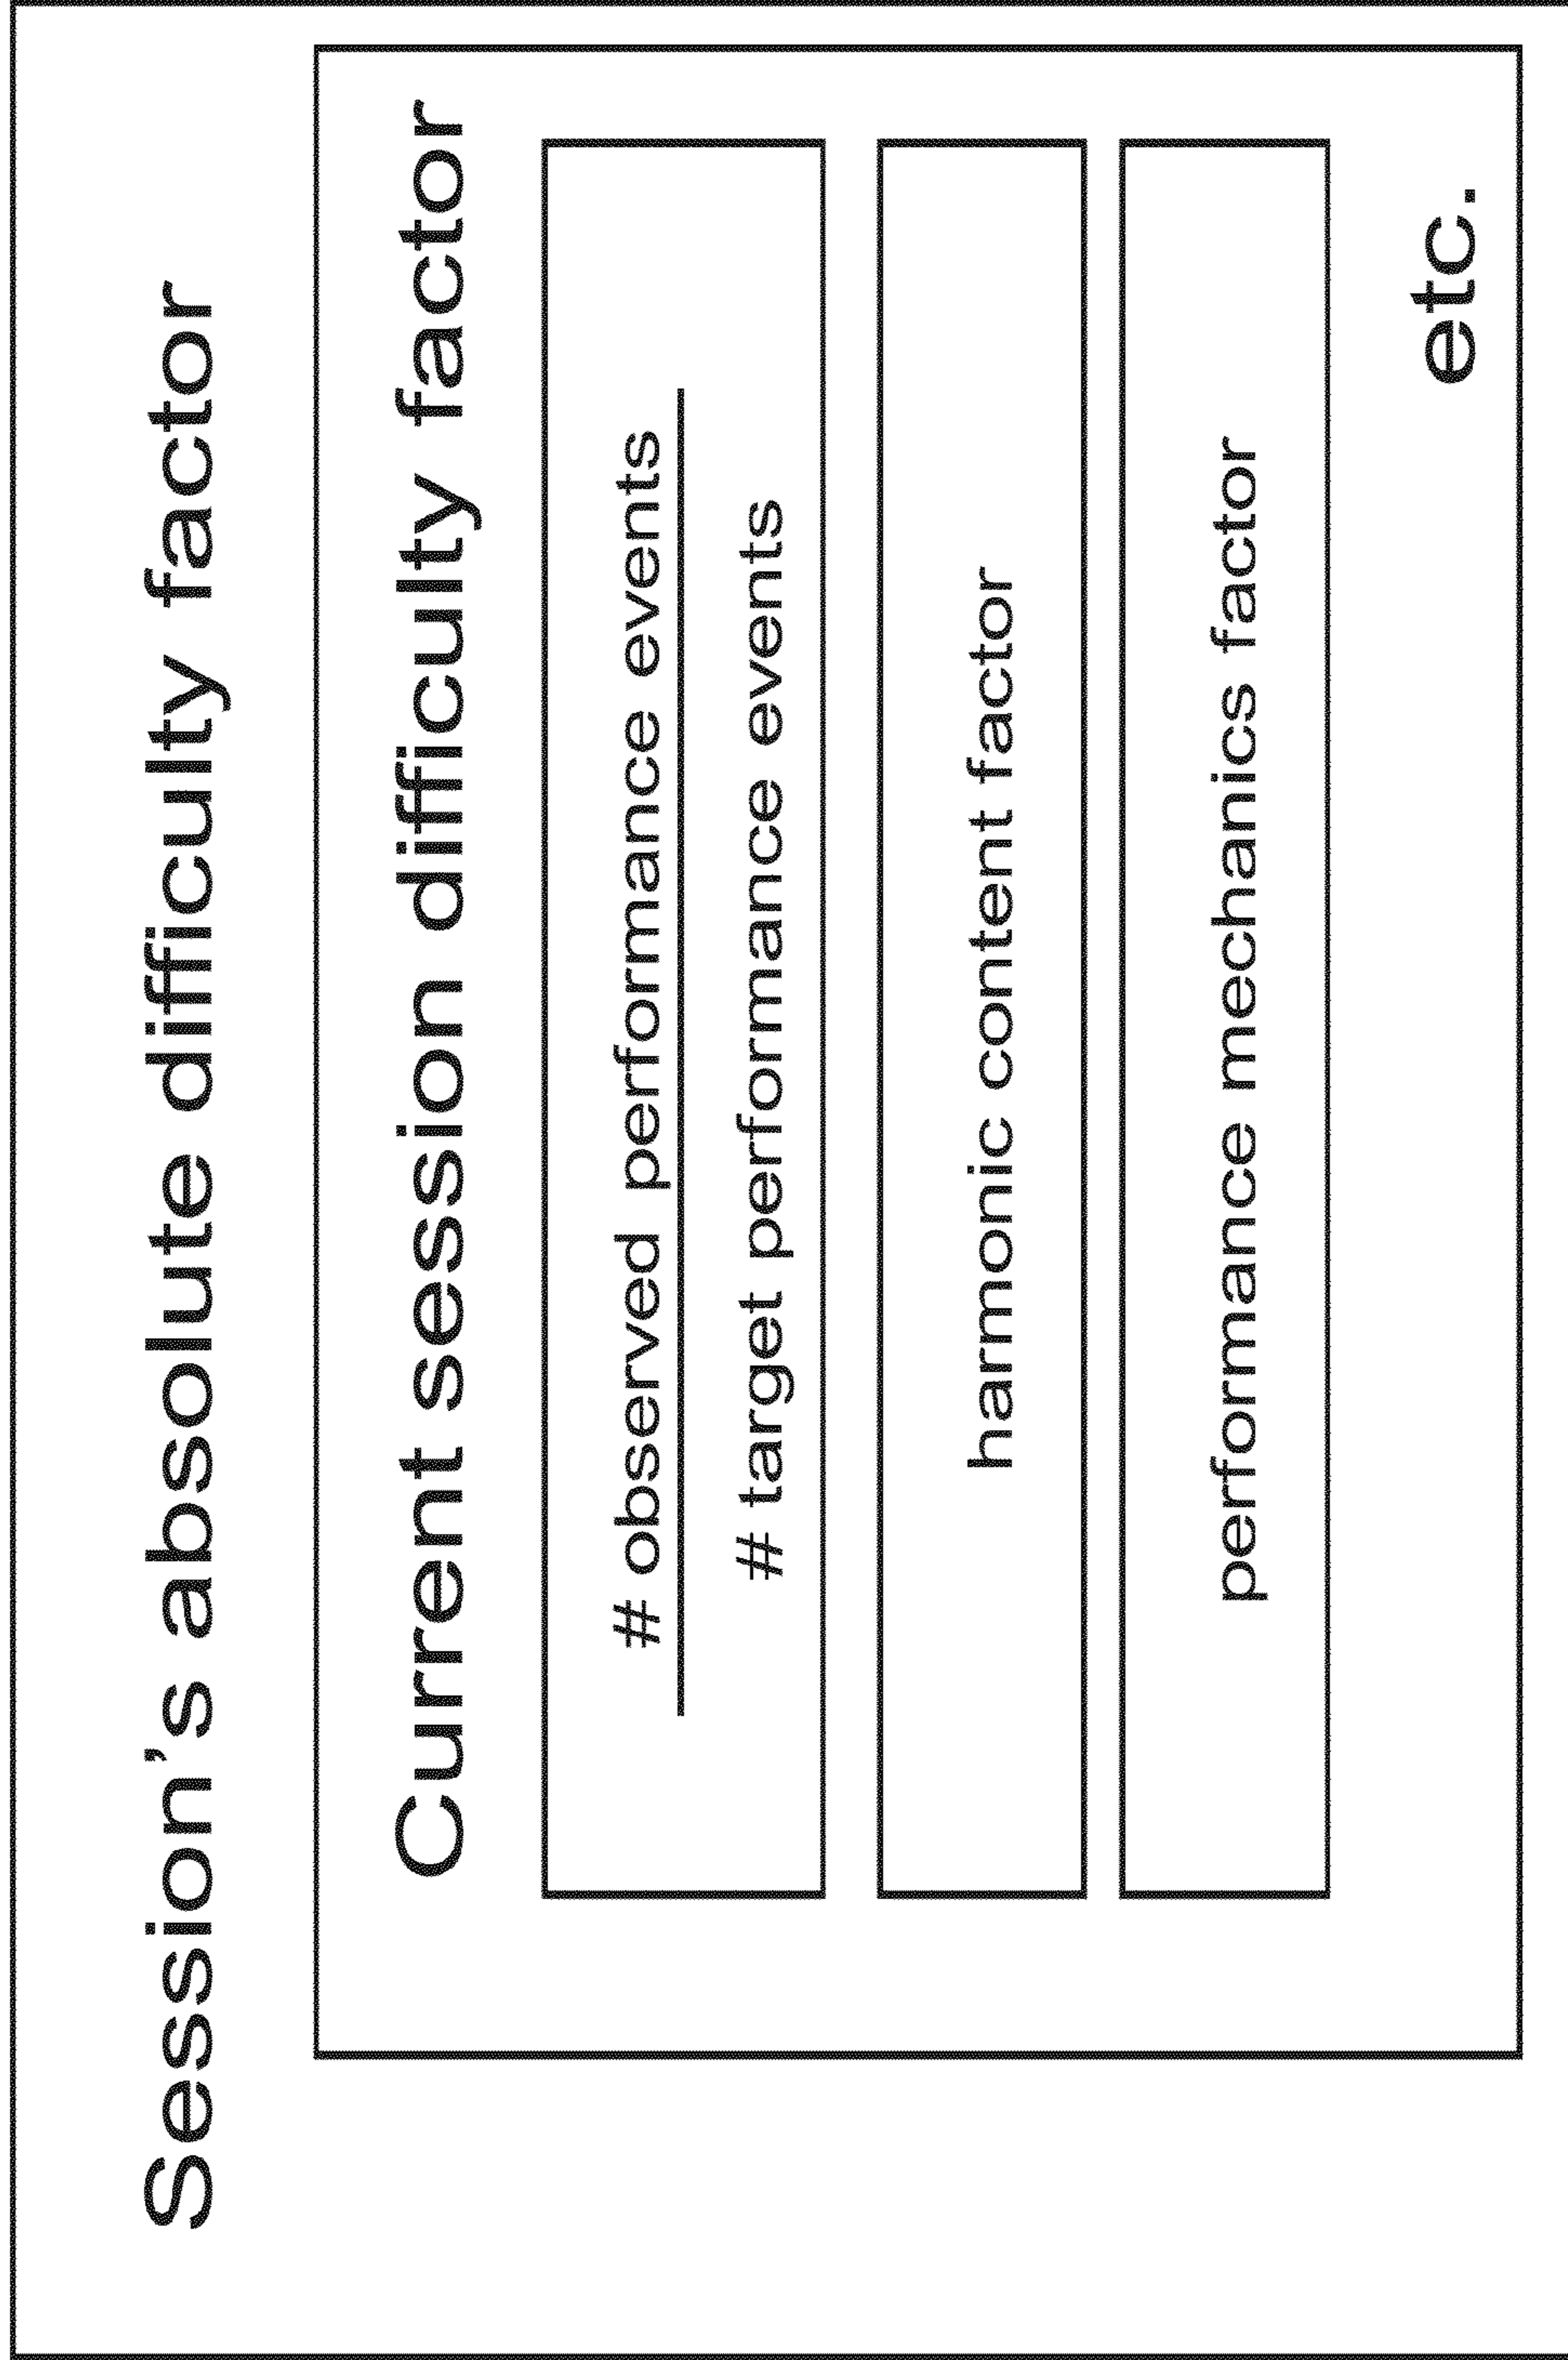 Session’s absolute difficulty factor
Current session difficulty factor
# observed performance events
# target performance events
harmonic content factor
performance mechanics factor
etc.